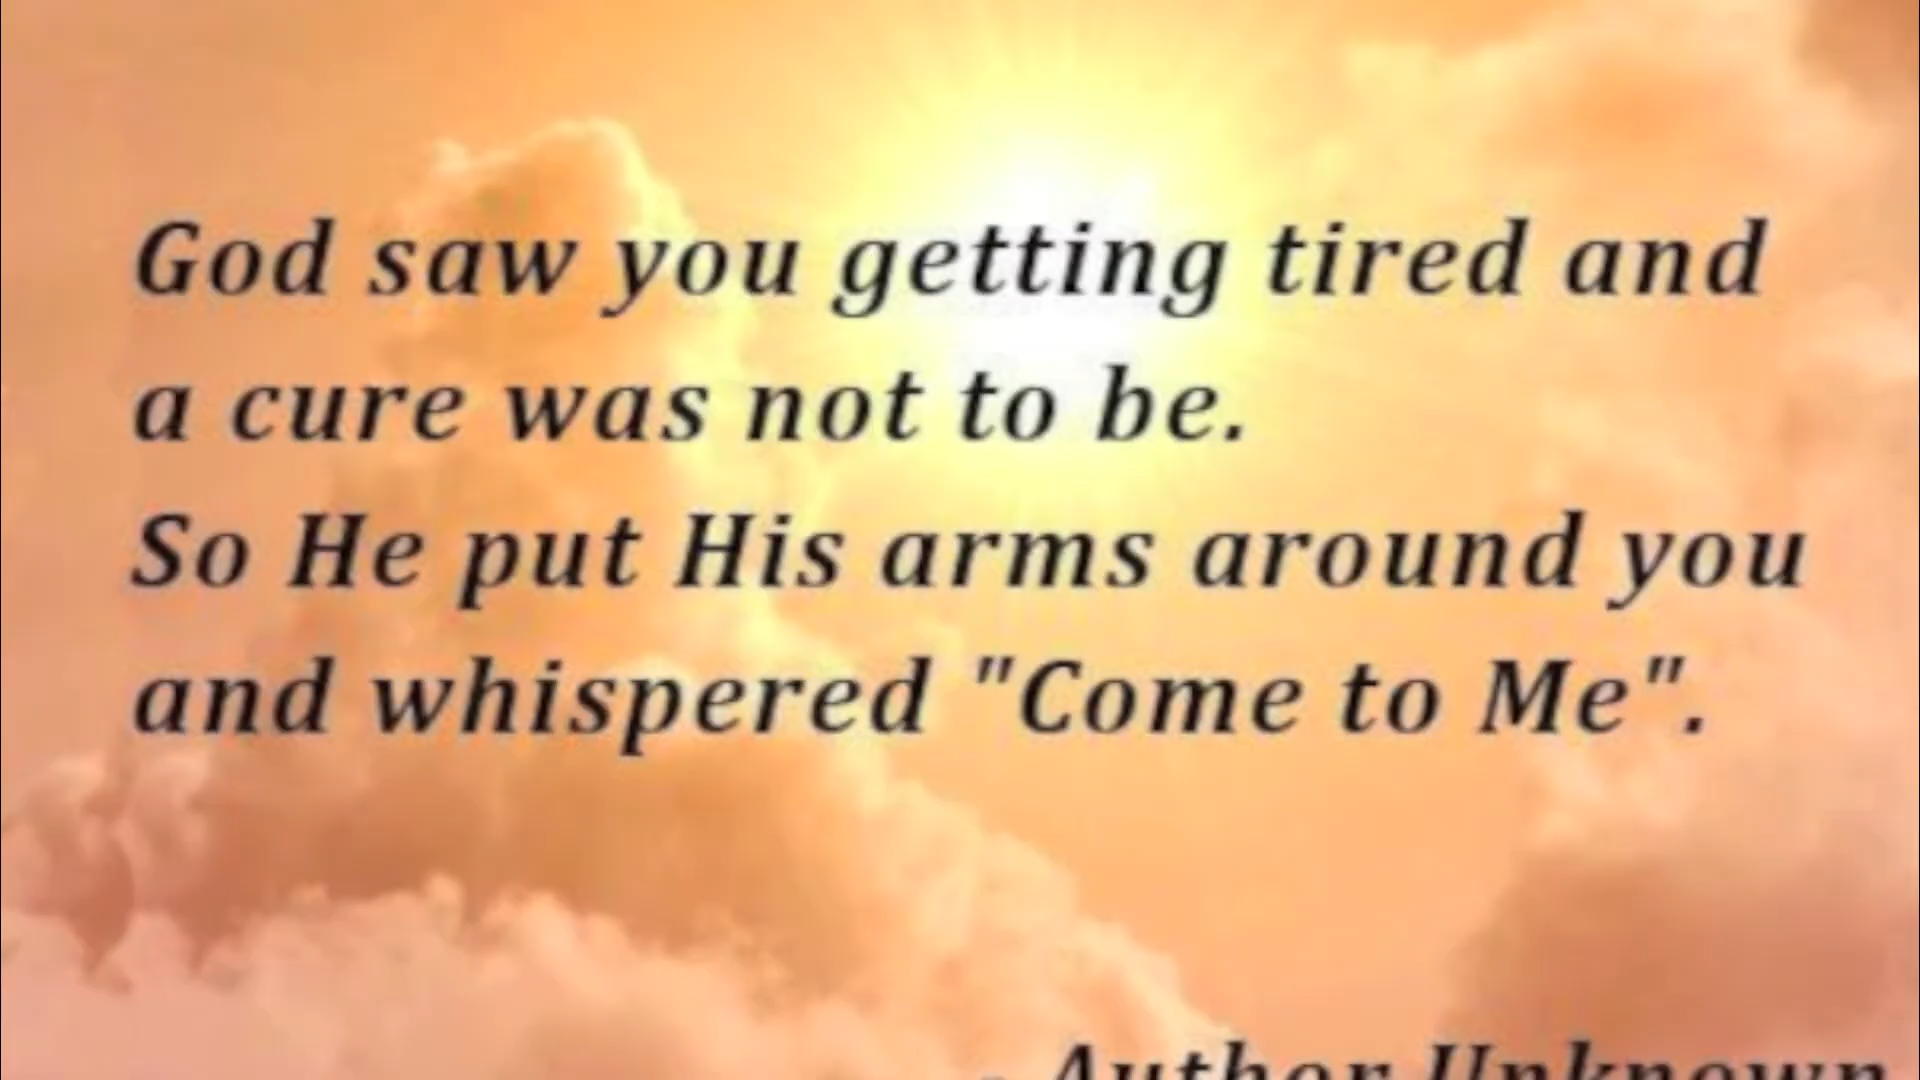 God saw you getting tired and
a cure was not to be.
So He put His arms around you
and whispered "Come to Me".
- Author Unknown